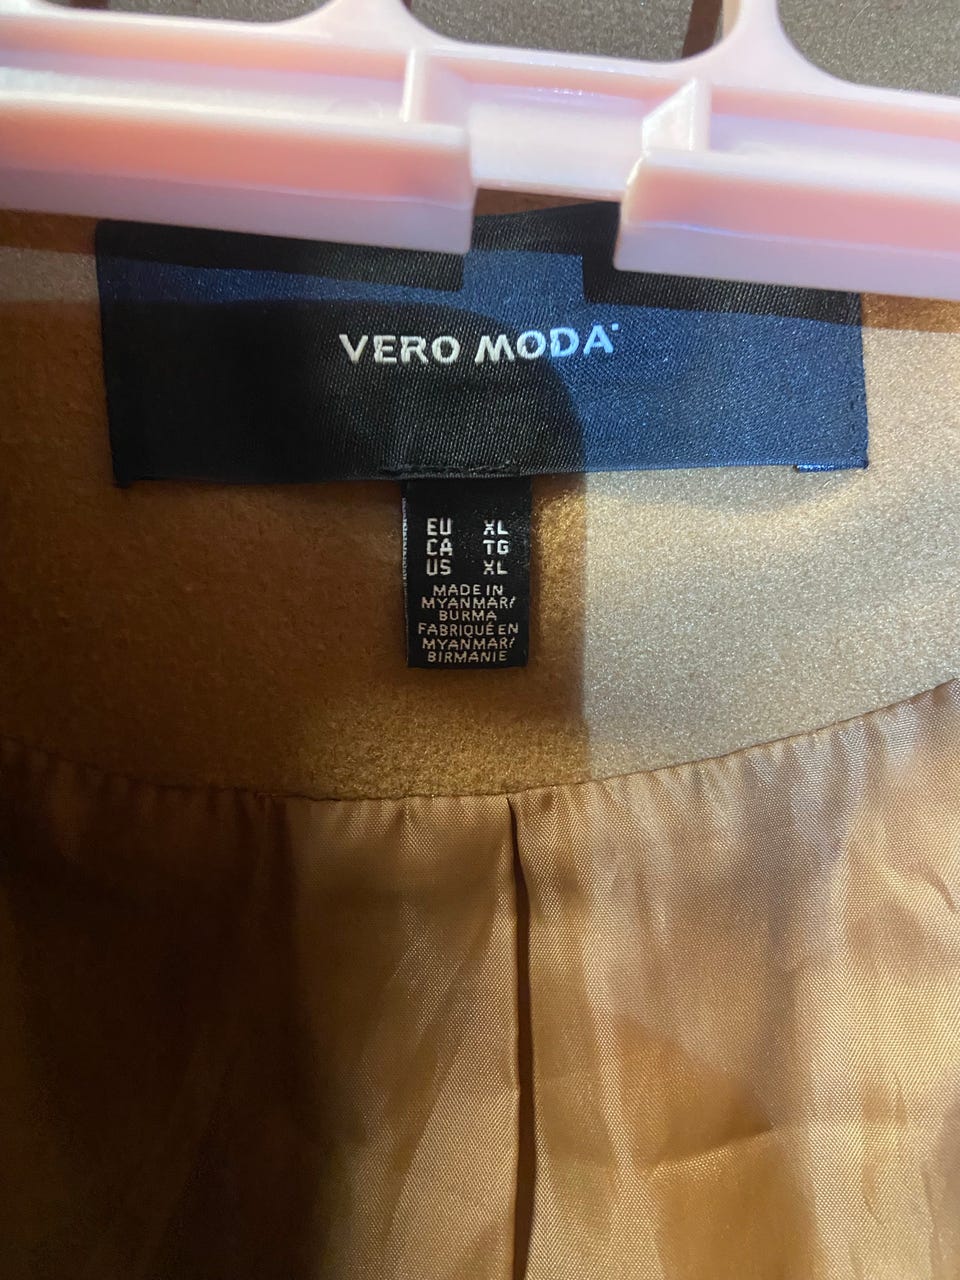 VERO MODA
EU XL
CA TG
US XL
MADE IN
MYANMAR/
BURMA
FABRIQUÉ EN
MYANMAR/
BIRMANIE